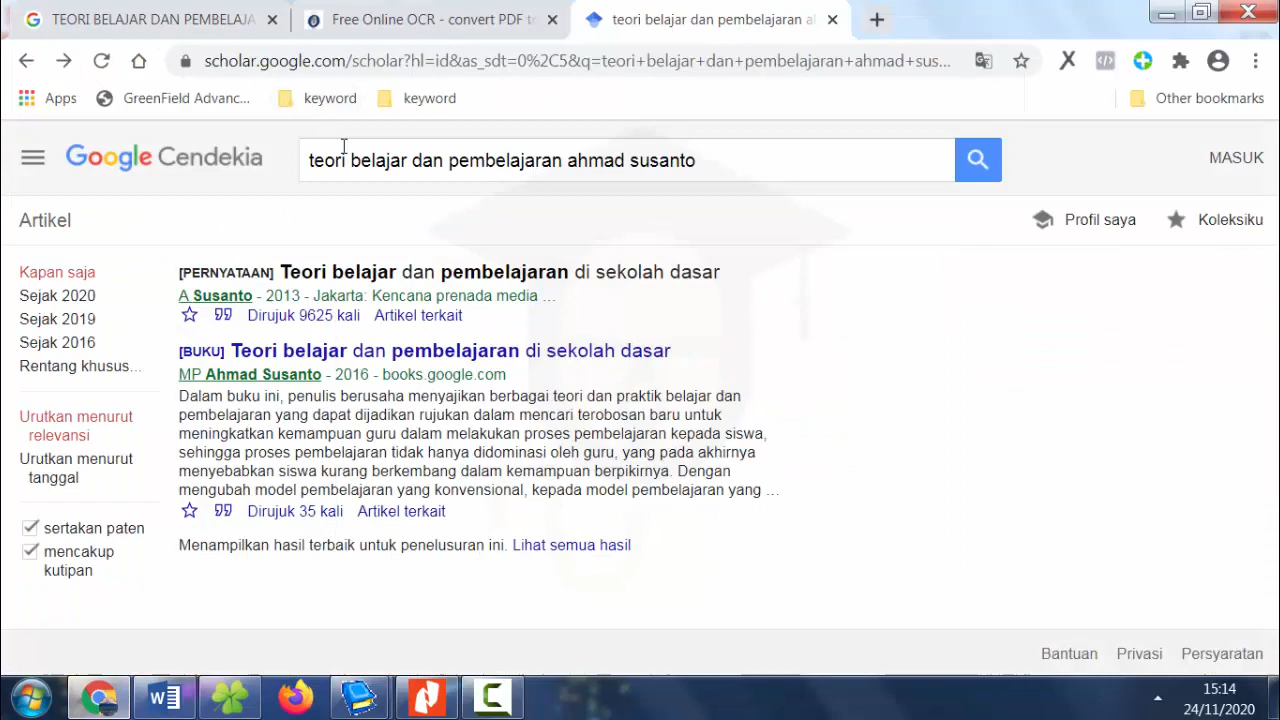 TEORI BELAJAR DAN PEMBELAJA
Free Online OCR - convert PDF t
teori belajar dan pembelajaran a
scholar.google.com/scholar?hl=id&as_sdt=0%2C5&q=teori+belajar+dan+pembelajaran+ahmad+sus...
Apps
GreenField Advanc...
keyword
keyword
Other bookmarks
Google Cendekia
teori belajar dan pembelajaran ahmad susanto
MASUK
Artikel
Profil saya
Koleksiku
Kapan saja
Sejak 2020
Sejak 2019
Sejak 2016
Rentang khusus...
Urutkan menurut
relevansi
Urutkan menurut
tanggal
sertakan paten
mencakup
kutipan
[PERNYATAAN] Teori belajar dan pembelajaran di sekolah dasar
A Susanto - 2013 - Jakarta: Kencana prenada media ...
Dirujuk 9625 kali Artikel terkait
[BUKU] Teori belajar dan pembelajaran di sekolah dasar
MP Ahmad Susanto - 2016 - books.google.com
Dalam buku ini, penulis berusaha menyajikan berbagai teori dan praktik belajar dan
pembelajaran yang dapat dijadikan rujukan dalam mencari terobosan baru untuk
meningkatkan kemampuan guru dalam melakukan proses pembelajaran kepada siswa,
sehingga proses pembelajaran tidak hanya didominasi oleh guru, yang pada akhirnya
menyebabkan siswa kurang berkembang dalam kemampuan berpikirnya. Dengan
mengubah model pembelajaran yang konvensional, kepada model pembelajaran yang ...
Dirujuk 35 kali Artikel terkait
Menampilkan hasil terbaik untuk penelusuran ini. Lihat semua hasil
Bantuan
Privasi
Persyaratan
15:14
24/11/2020